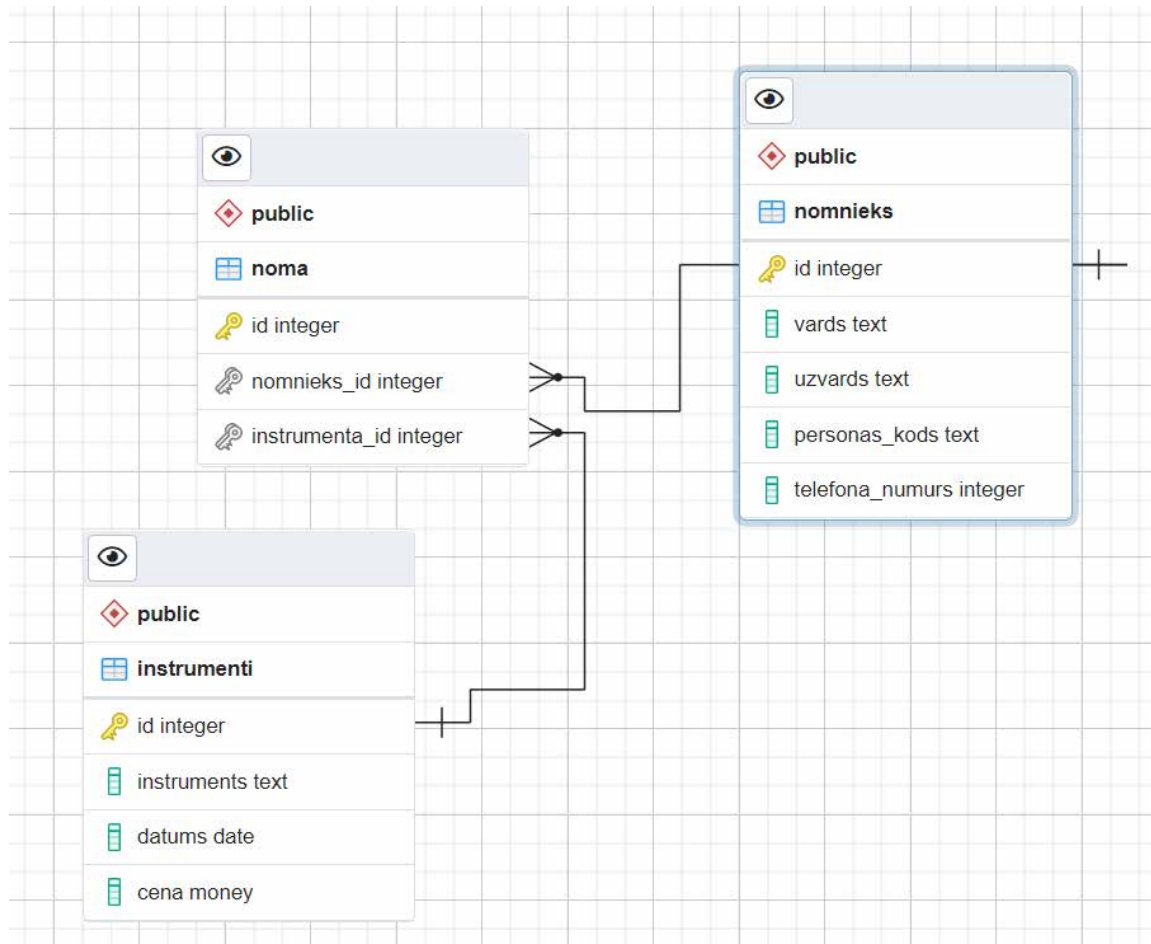 public
noma
id integer
nomnieks_id integer
instrumenta_id integer
public
nomnieks
id integer
vards text
uzvards text
personas_kods text
telefona_numurs integer
public
instrumenti
id integer
instruments text
datums date
cena money